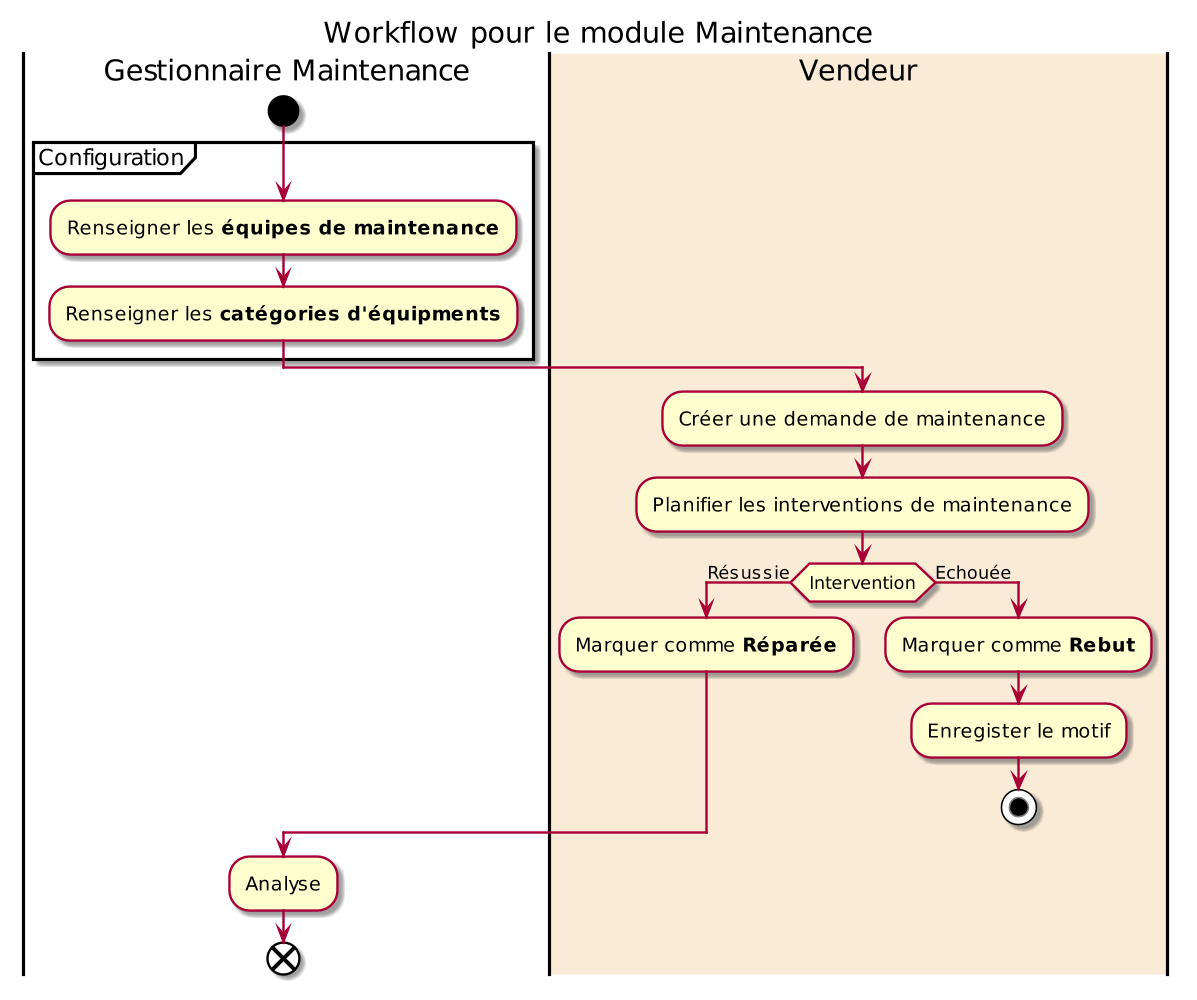 Workflow pour le module Maintenance
Gestionnaire Maintenance
Vendeur
Configuration
Renseigner les équipes de maintenance
Renseigner les catégories d'équipments
Créer une demande de maintenance
Planifier les interventions de maintenance
Résussie
Intervention
Echouée
Marquer comme Réparée
Marquer comme Rebut
Enregister le motif
Analyse